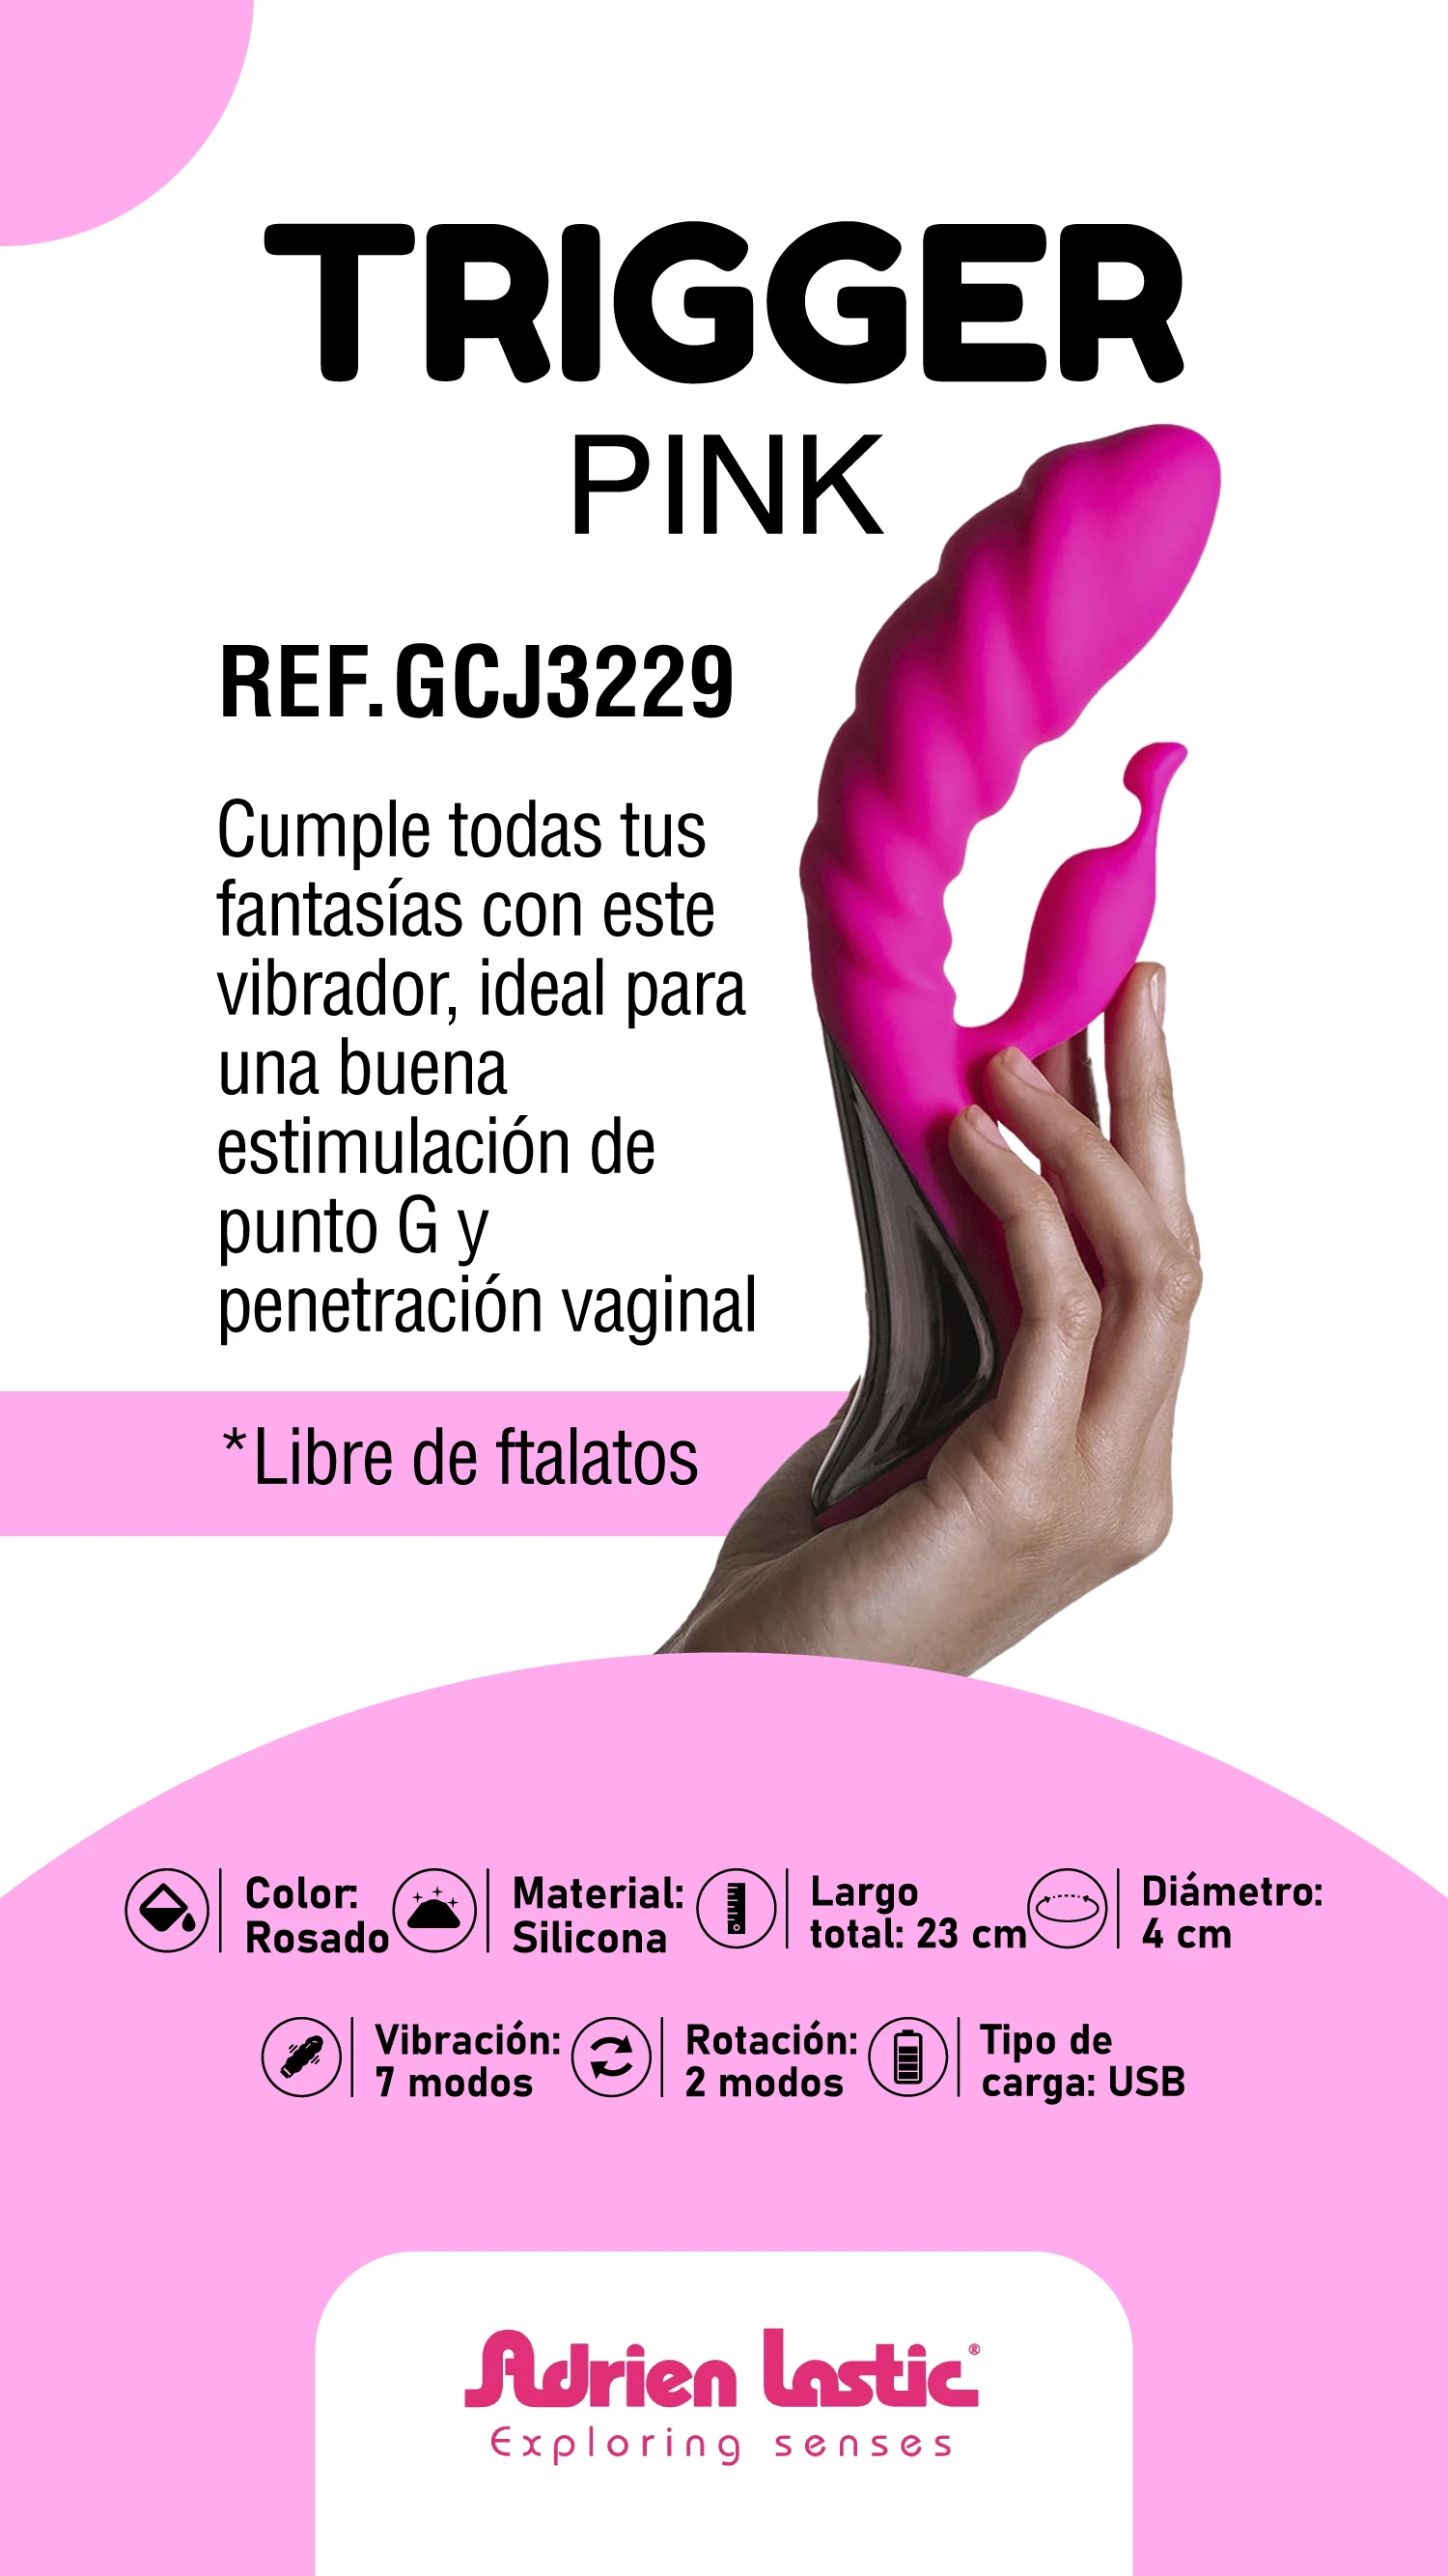 TRIGGER
PINK
REF.GCJ3229
Cumple todas tus
fantasías con este
vibrador, ideal para
una buena
estimulación de
punto G y
penetración vaginal
*Libre de ftalatos
Color:
Rosado
Material:
Silicona
Largo
total: 23 cm
Diámetro:
4 cm
Vibración:
7 modos
Rotación:
2 modos
Tipo de
carga: USB
Adrien Lastic®
Exploring senses